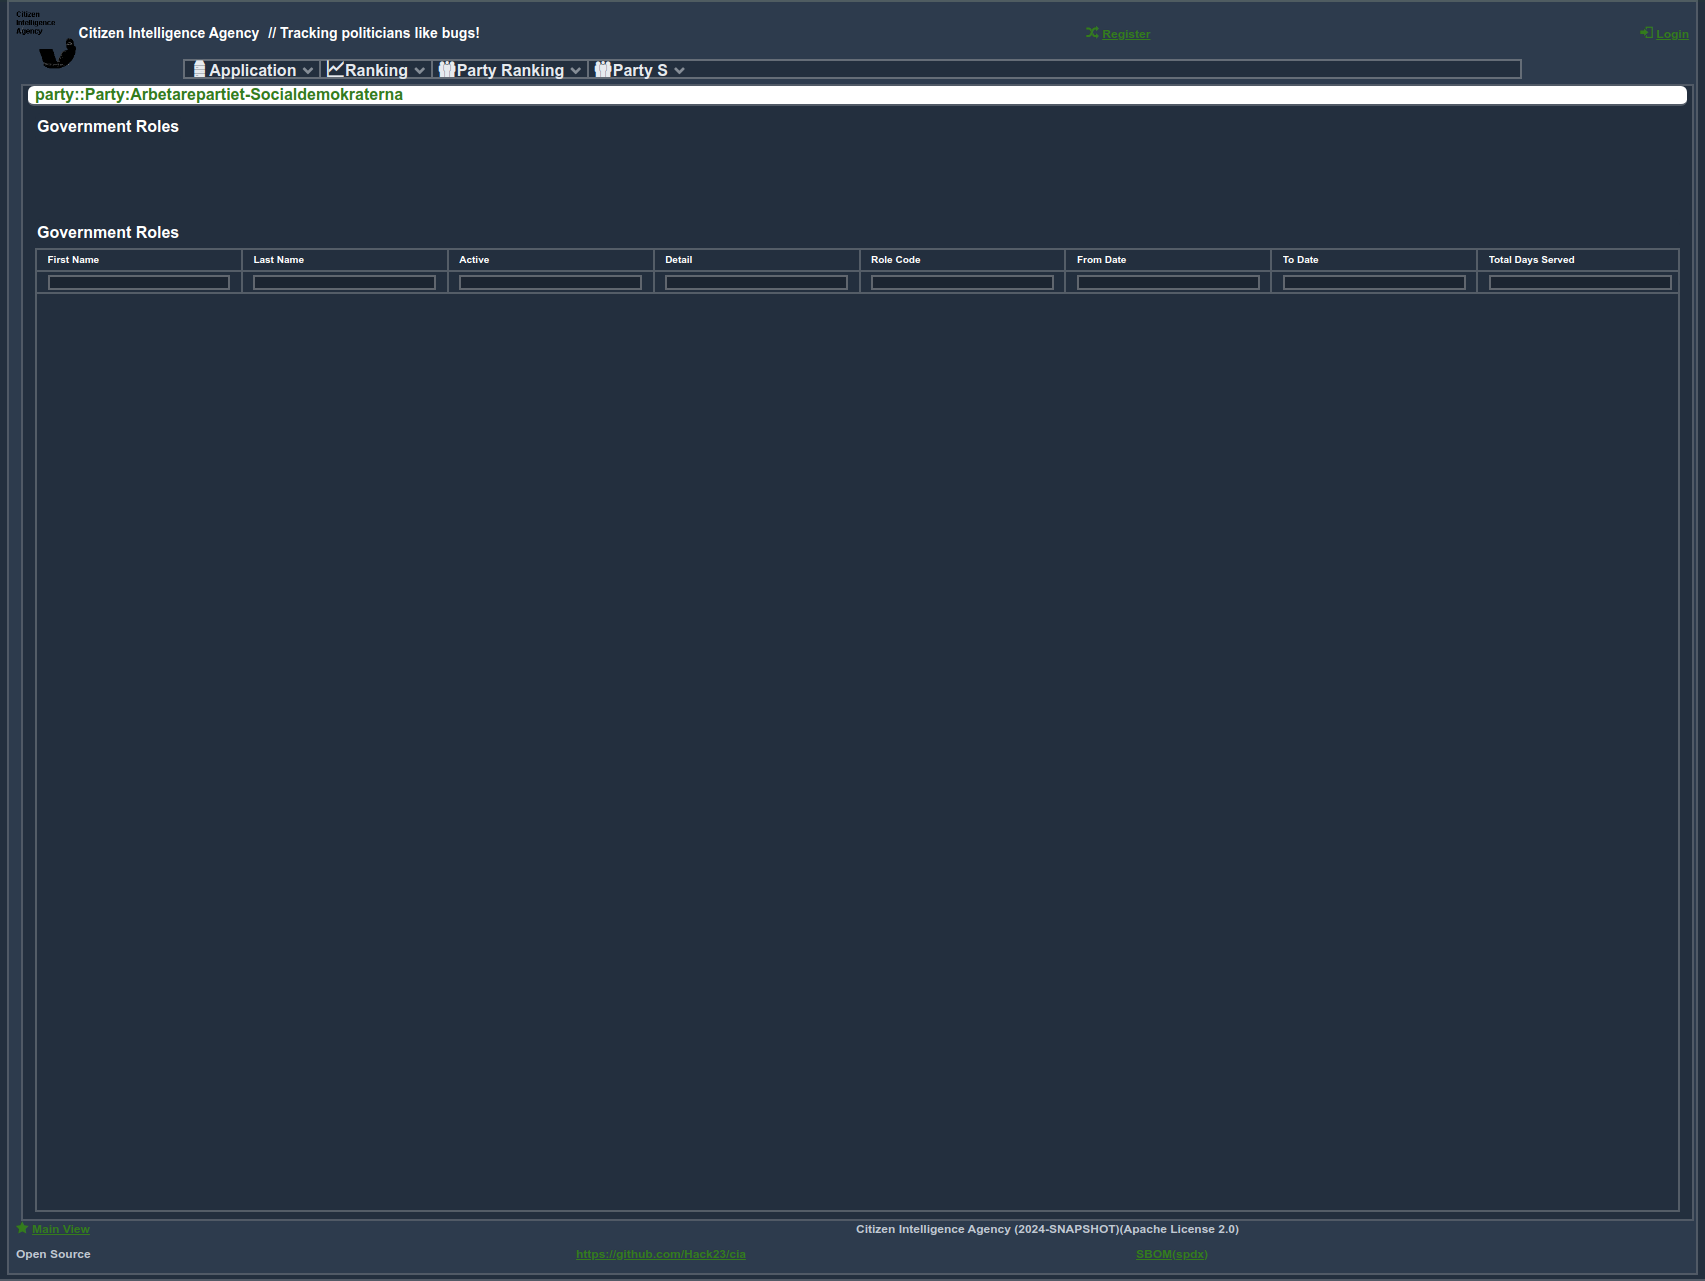 Citizen
Intelligence
Agency
Citizen Intelligence Agency // Tracking politicians like bugs!
Register
Login
Application
Ranking
Party Ranking
Party S
party::Party:Arbetarepartiet-Socialdemokraterna
Government Roles
Government Roles
First Name
Last Name
Active
Detail
Role Code
From Date
To Date
Total Days Served
Main View
Citizen Intelligence Agency (2024-SNAPSHOT)(Apache License 2.0)
Open Source
https://github.com/Hack23/cia
SBOM(spdx)